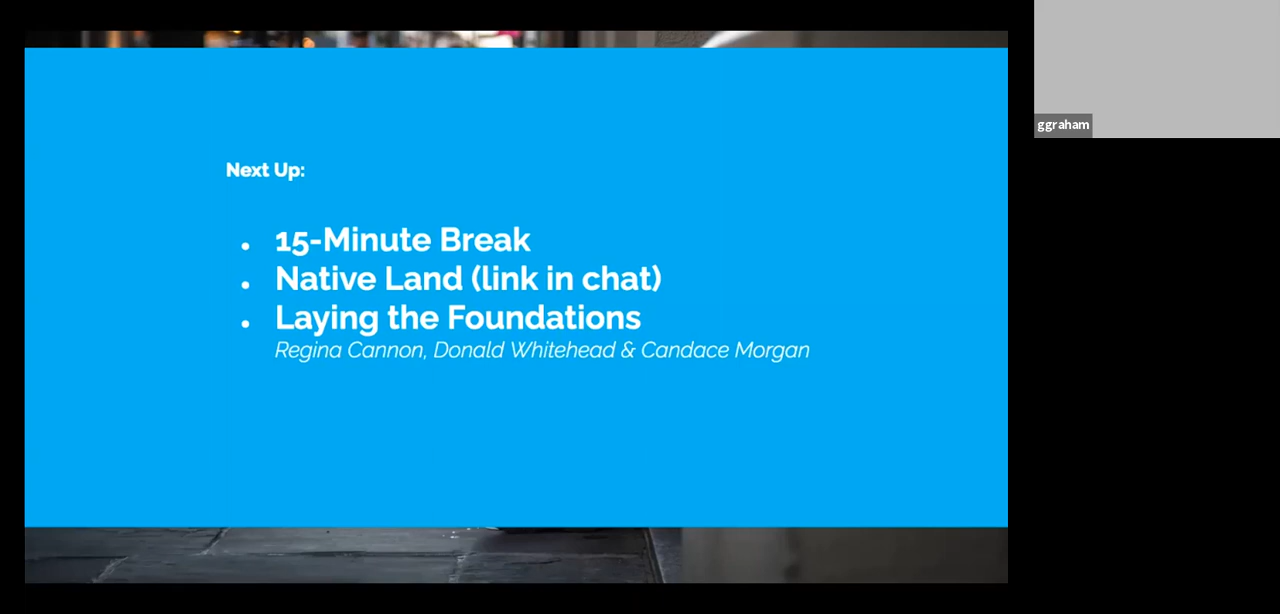 Next Up:
• 15-Minute Break
• Native Land (link in chat)
• Laying the Foundations
Regina Cannon, Donald Whitehead & Candace Morgan
ggraham